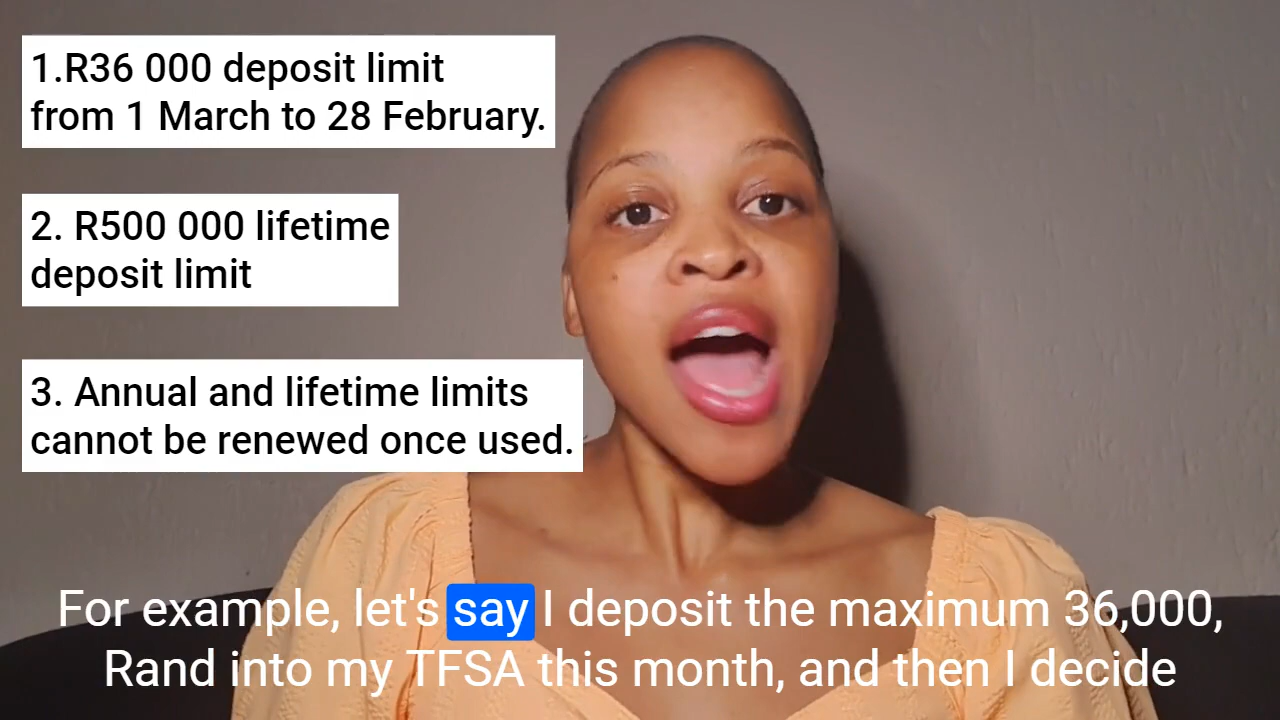 1.R36 000 deposit limit
from 1 March to 28 February.
2. R500 000 lifetime
deposit limit
3. Annual and lifetime limits
cannot be renewed once used.
For example, let's say I deposit the maximum 36,000,
Rand into my TFSA this month, and then I decide